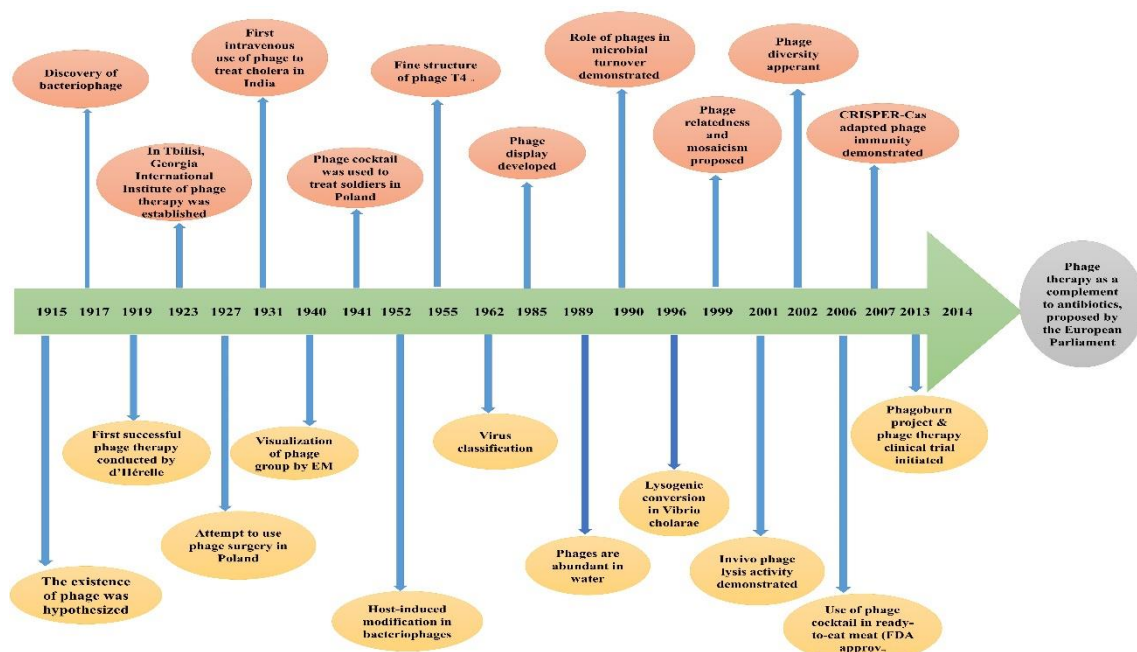 Discovery of
bacteriophage
In Tbilisi,
Georgia
International
Institute of phage
therapy was
established
First
intravenous
use of phage to
treat cholera in
India
Phage cocktail
was used to
treat soldiers in
Poland
Fine structure
of phage T4 ..
Phage
display
developed
Role of phages in
microbial
turnover
demonstrated
Phage
relatedness
and
mosaicism
proposed
Phage
diversity
apperant
CRISPER-Cas
adapted phage
immunity
demonstrated
1915 1917 1919 1923 1927 1931 1940 1941 1952 1955 1962 1985 1989 1990 1996 1999 2001 2002 2006 2007 2013 2014
Phage
therapy as a
complement to
antibiotics,
proposed by
the European
Parliament
The existence
of phage was
hypothesized
First successful
phage therapy
conducted by
d'Hérelle
Attempt to use
phage surgery in
Poland
Visualization
of phage
group by EM
Host-induced
modification in
bacteriophages
Virus
classification
Phages are
abundant in
water
Lysogenic
conversion
in Vibrio
cholarae
Invivo phage
lysis activity
demonstrated
Use of phage
cocktail in ready-
to-eat meat (FDA
approv..
Phagoburn
project &
phage therapy
clinical trial
initiated